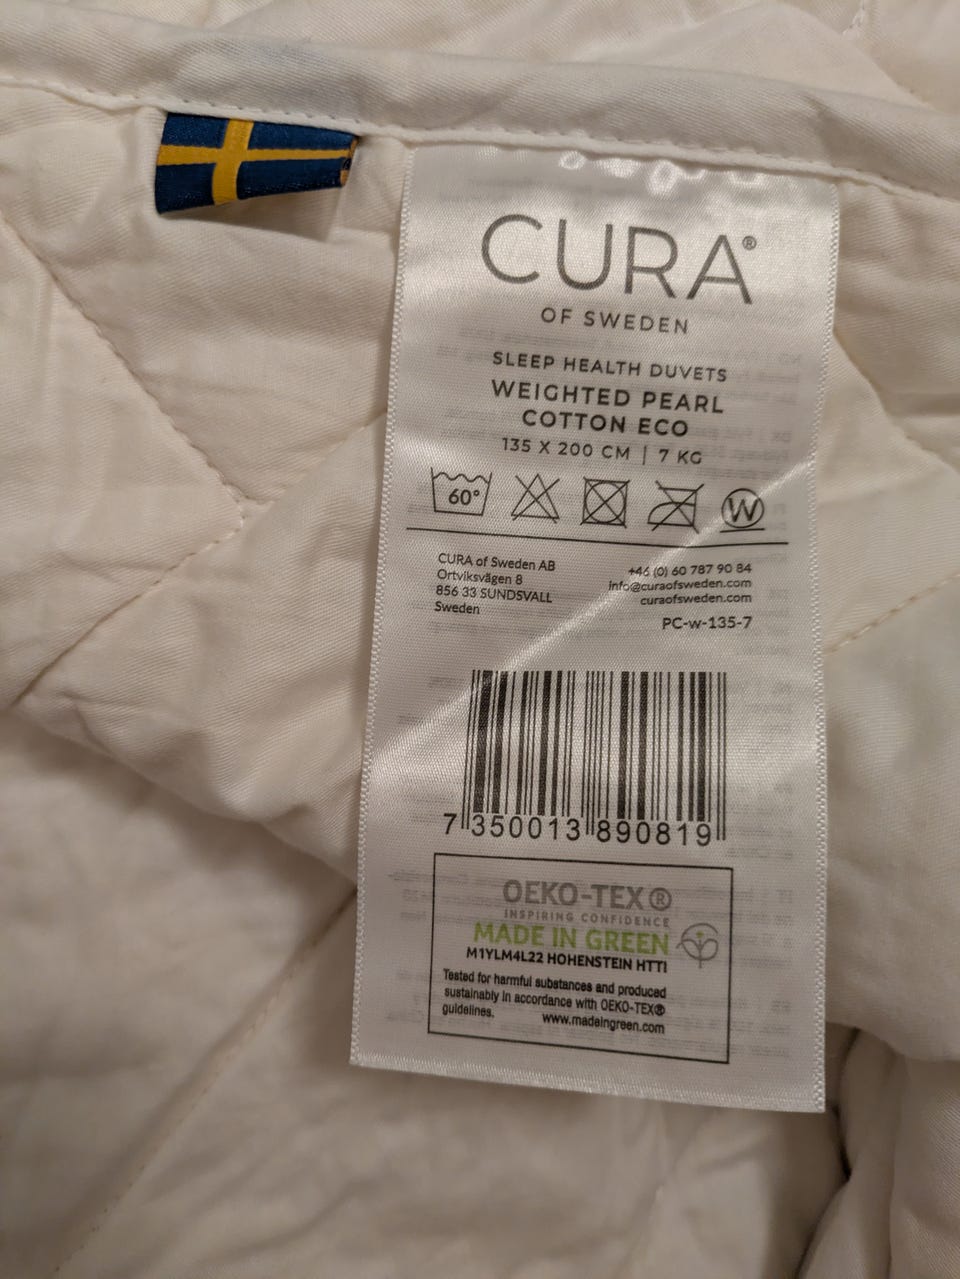 CURA®
OF SWEDEN
SLEEP HEALTH DUVETS
WEIGHTED PEARL
COTTON ECO
135 X 200 CM | 7 KG
60°
W
CURA of Sweden AB
Ortviksvägen 8
856 33 SUNDSVALL
Sweden
+46 (0) 60 787 90 84
info@curaofsweden.com
curaofsweden.com
PC-w-135-7
7 350013 890819
OEKO-TEX®
INSPIRING CONFIDENCE
MADE IN GREEN
M1YLM4L22 HOHENSTEIN HTTI
Tested for harmful substances and produced
sustainably in accordance with OEKO-TEX®
guidelines. www.madeingreen.com